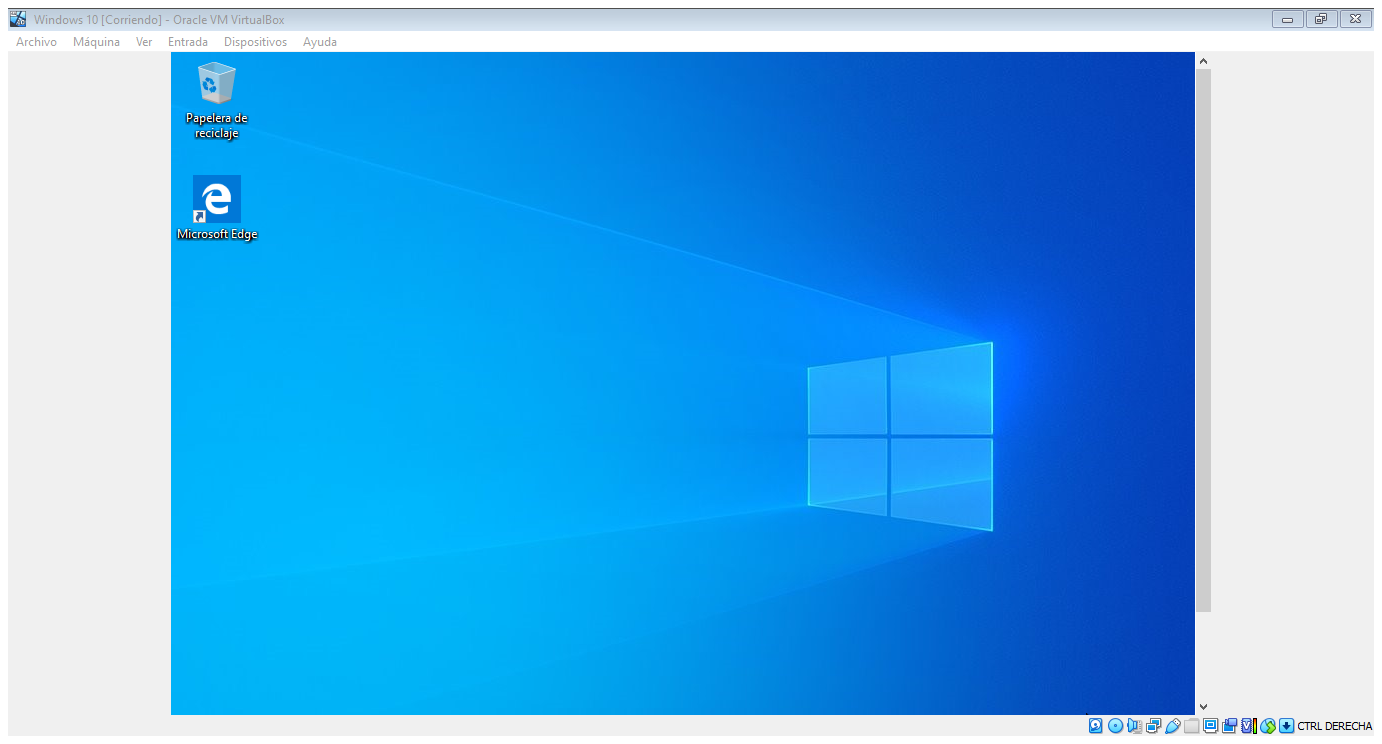 Windows 10 [Corriendo] - Oracle VM VirtualBox
Archivo Máquina Ver Entrada Dispositivos Ayuda
Papelera de
reciclaje
Microsoft Edge
CTRL DERECHA